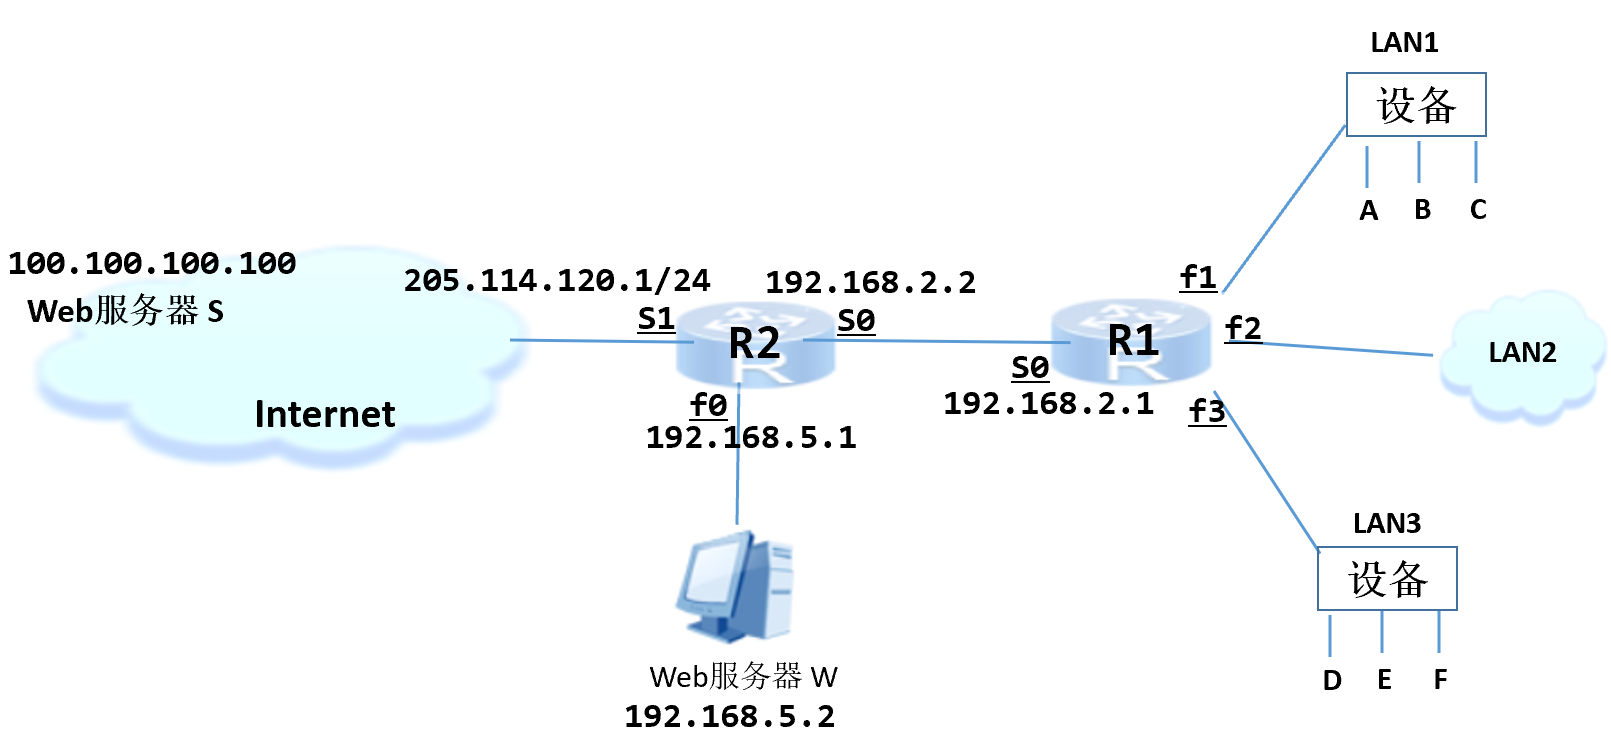 LAN1
设备
A B C
100.100.100.100
Web服务器 S
205.114.120.1/24
192.168.2.2
S1
R2
S0
Internet
f0
192.168.5.1
R1
S0
192.168.2.1
f1
f2
f3
LAN2
LAN3
设备
D E F
Web服务器 W
192.168.5.2
R
R